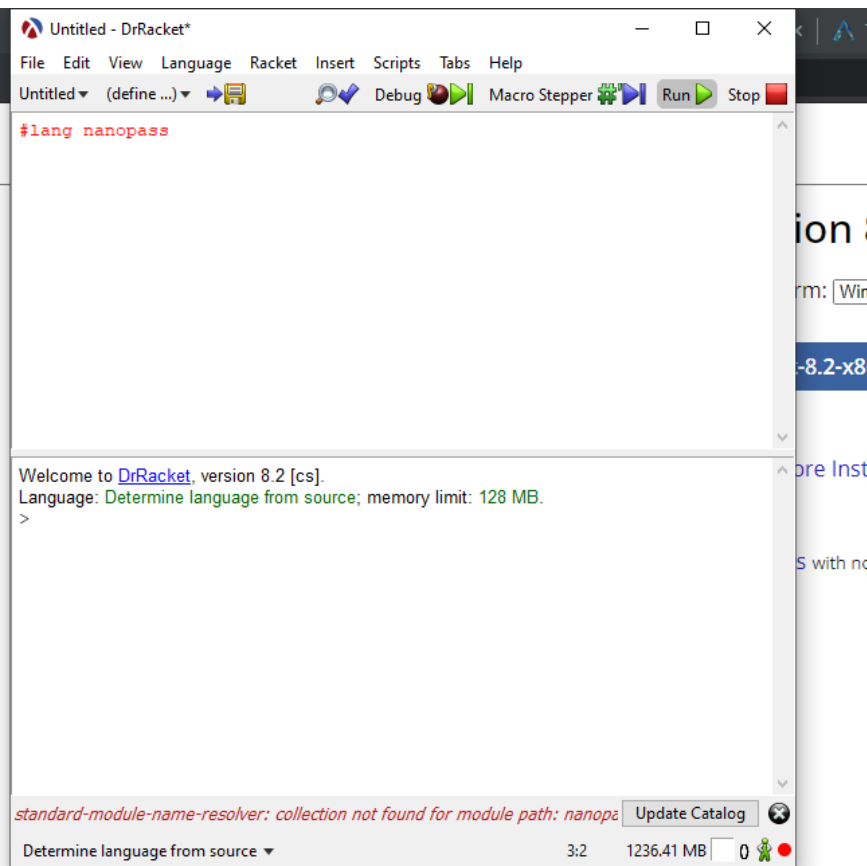 Untitled - DrRacket*
File Edit View Language Racket Insert Scripts Tabs Help
Untitled (define ...) Debug Macro Stepper Run Stop
#lang nanopass
ion
rm:
-8.2-x8
Welcome to DrRacket, version 8.2 [cs].
Language: Determine language from source; memory limit: 128 MB.
>
ore Inst
S with no
standard-module-name-resolver: collection not found for module path: nanopa Update Catalog
Determine language from source 3:2 1236.41 MB ()